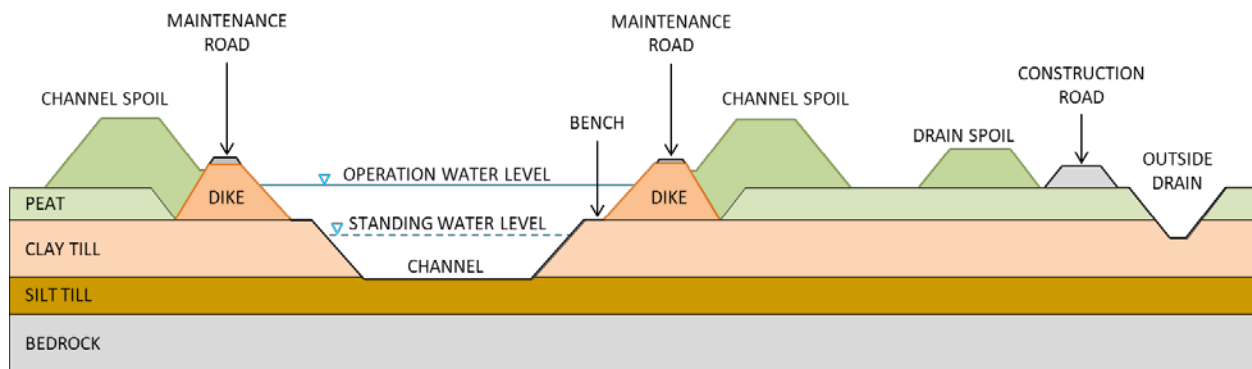 MAINTENANCE
ROAD
MAINTENANCE
ROAD
CONSTRUCTION
ROAD
CHANNEL SPOIL
CHANNEL SPOIL
BENCH
DRAIN SPOIL
OUTSIDE
DRAIN
OPERATION WATER LEVEL
PEAT
DIKE
DIKE
STANDING WATER LEVEL
CLAY TILL
CHANNEL
SILT TILL
BEDROCK